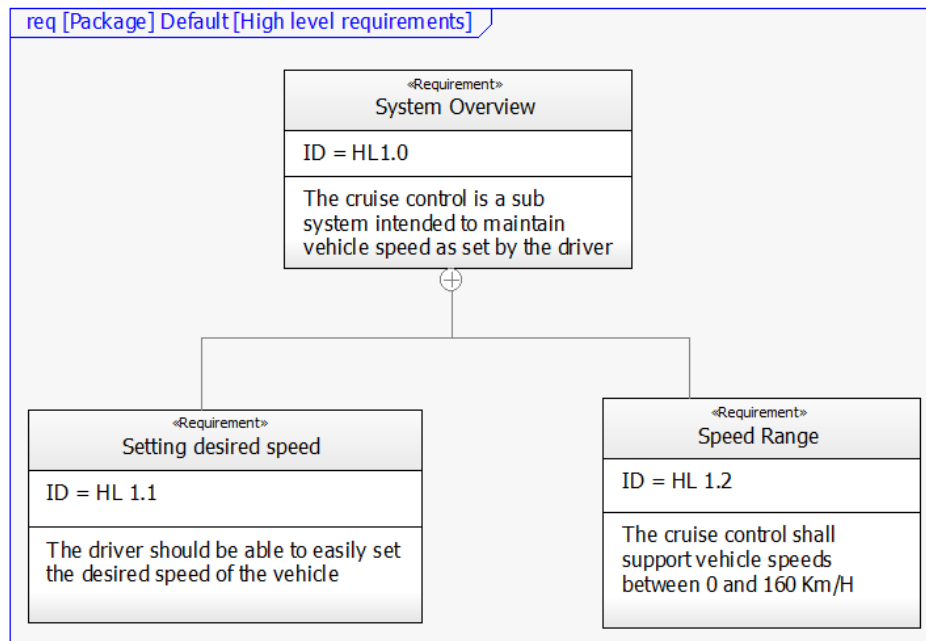 req [Package] Default [High level requirements]
«Requirement»
System Overview
ID = HL1.0
The cruise control is a sub
system intended to maintain
vehicle speed as set by the driver
«Requirement»
Setting desired speed
ID = HL 1.1
The driver should be able to easily set
the desired speed of the vehicle
«Requirement»
Speed Range
ID = HL 1.2
The cruise control shall
support vehicle speeds
between 0 and 160 Km/H